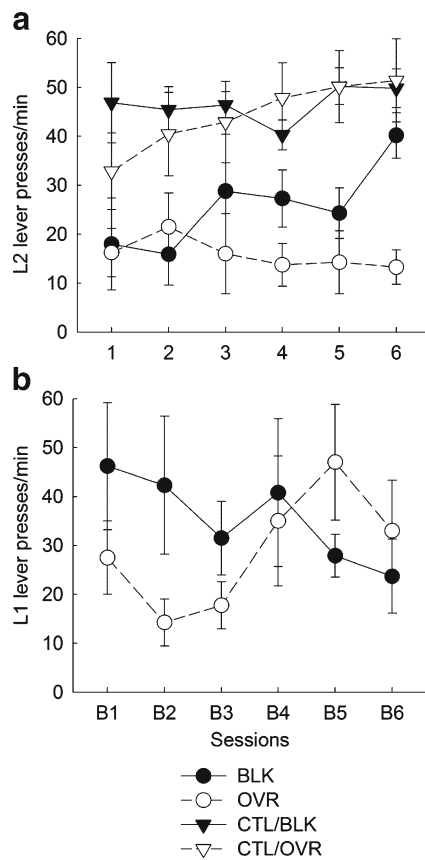 a
L2 lever presses/min
60
50
40
30
20
10
0
1 2 3 4 5 6
b
L1 lever presses/min
60
50
40
30
20
10
0
B1 B2 B3 B4 B5 B6
Sessions
BLK
OVR
CTL/BLK
CTL/OVR